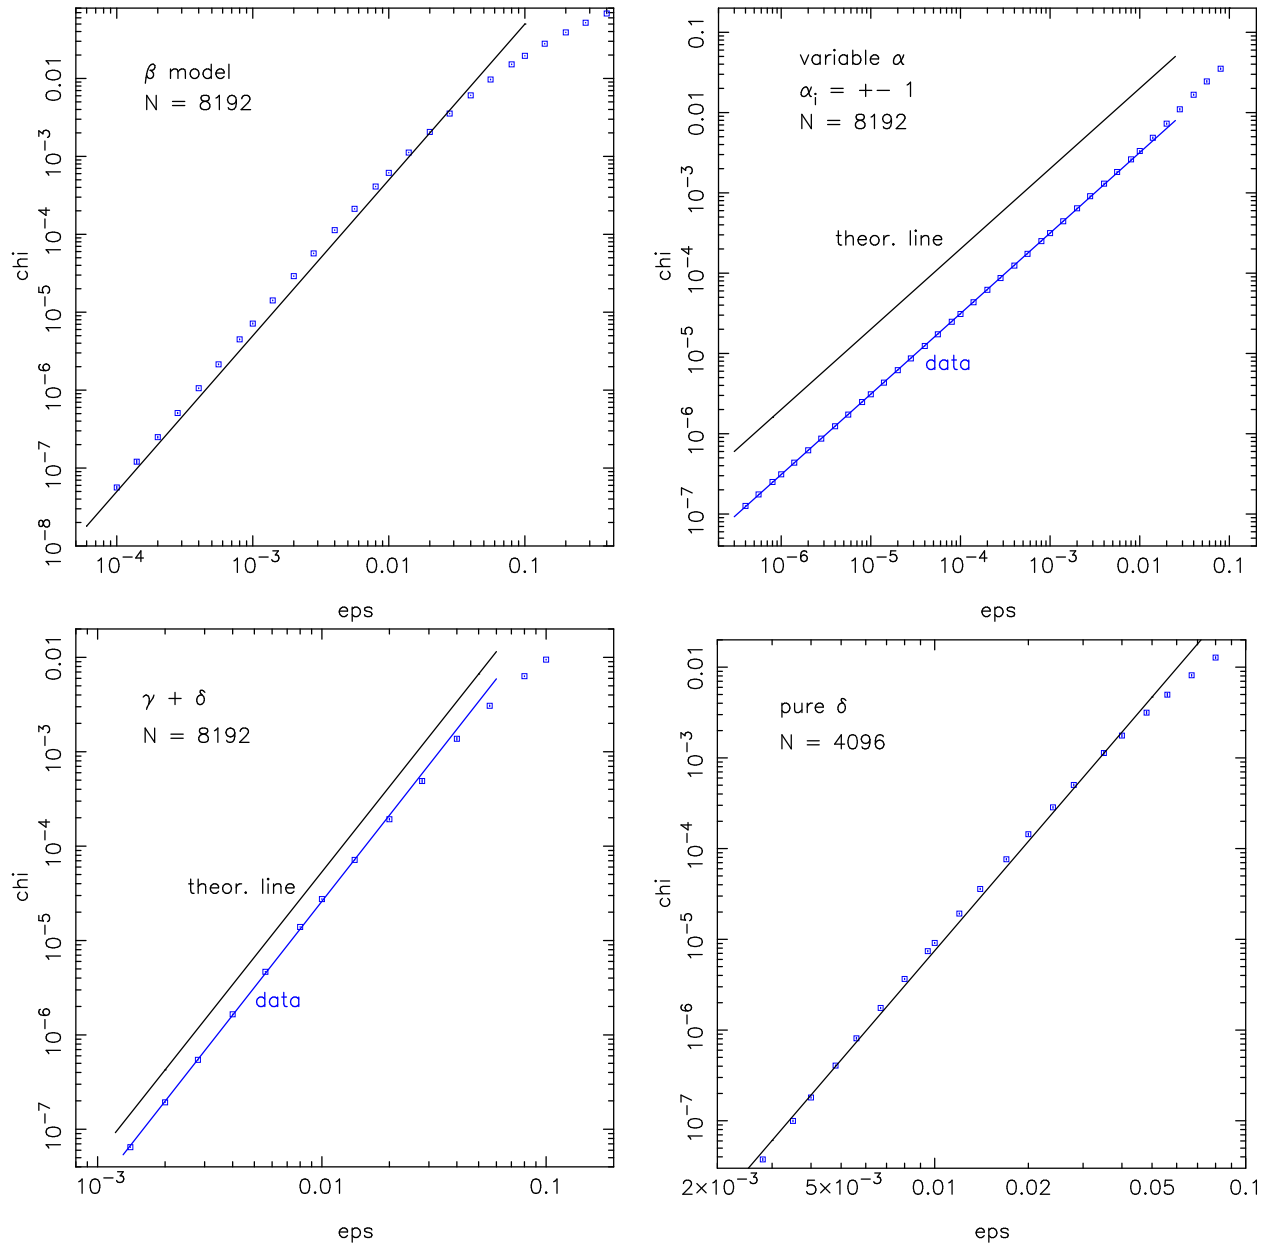 β model
N = 8192
0.01
10⁻³
10⁻⁴
10⁻⁵
10⁻⁶
10⁻⁷
10⁻⁸
chi
10⁻⁴ 10⁻³ 0.01 0.1
eps
variable α
αᵢ = +− 1
N = 8192
theor. line
data
0.1
0.01
10⁻³
10⁻⁴
10⁻⁵
10⁻⁶
10⁻⁷
chi
10⁻⁶ 10⁻⁵ 10⁻⁴ 10⁻³ 0.01 0.1
eps
γ + δ
N = 8192
theor. line
data
0.01
10⁻³
10⁻⁴
10⁻⁵
10⁻⁶
10⁻⁷
chi
10⁻³ 0.01 0.1
eps
pure δ
N = 4096
0.01
10⁻³
10⁻⁴
10⁻⁵
10⁻⁶
10⁻⁷
chi
2×10⁻³ 5×10⁻³ 0.01 0.02 0.05 0.1
eps